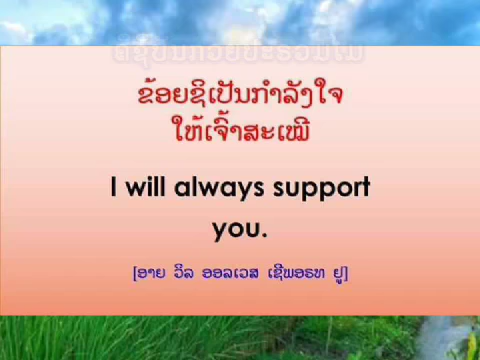 ຂ້ອຍຊິເປັນກຳລັງໃຈ
ໃຫ້ເຈົ້າສະເໝີ
I will always support
you.
[ອາຍ ວິລ ອອລເວສ ເຊີພອຣທ ຢູ]